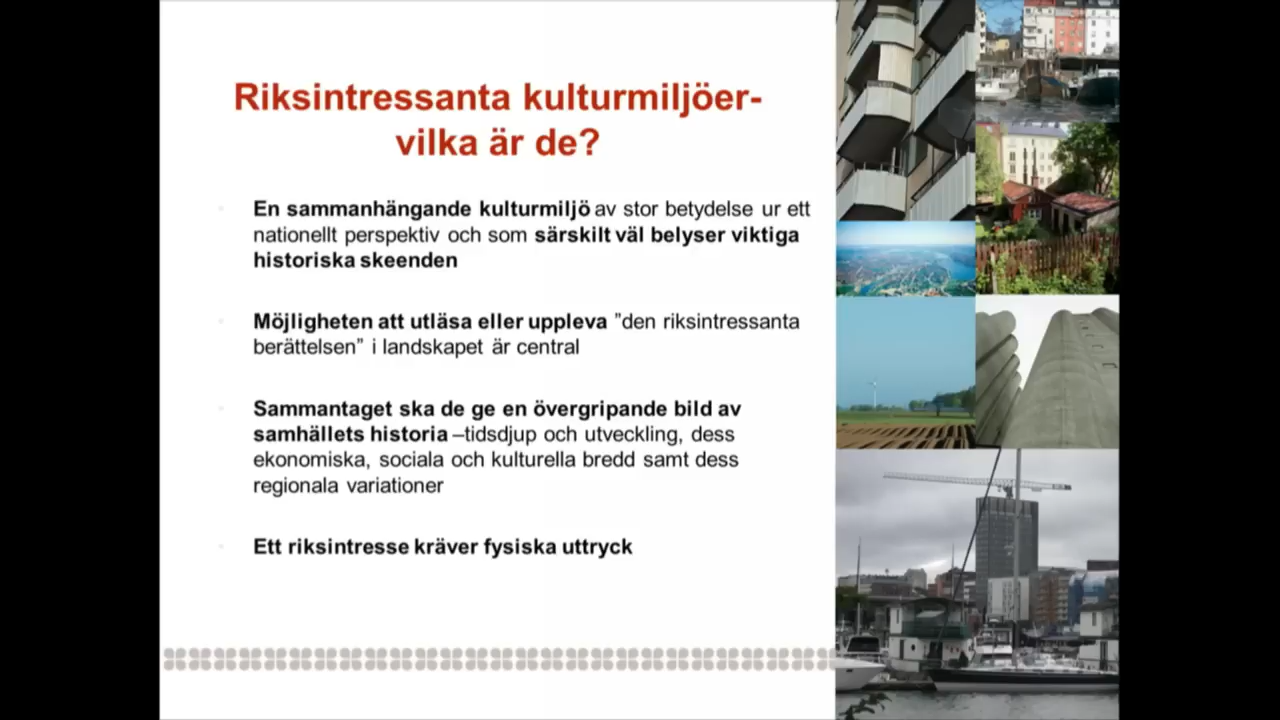 Riksintressanta kulturmiljöer-
vilka är de?
En sammanhängande kulturmiljö av stor betydelse ur ett
nationellt perspektiv och som särskilt väl belyser viktiga
historiska skeenden
Möjligheten att utläsa eller uppleva ”den riksintressanta
berättelsen” i landskapet är central
Sammantaget ska de ge en övergripande bild av
samhällets historia –tidsdjup och utveckling, dess
ekonomiska, sociala och kulturella bredd samt dess
regionala variationer
Ett riksintresse kräver fysiska uttryck